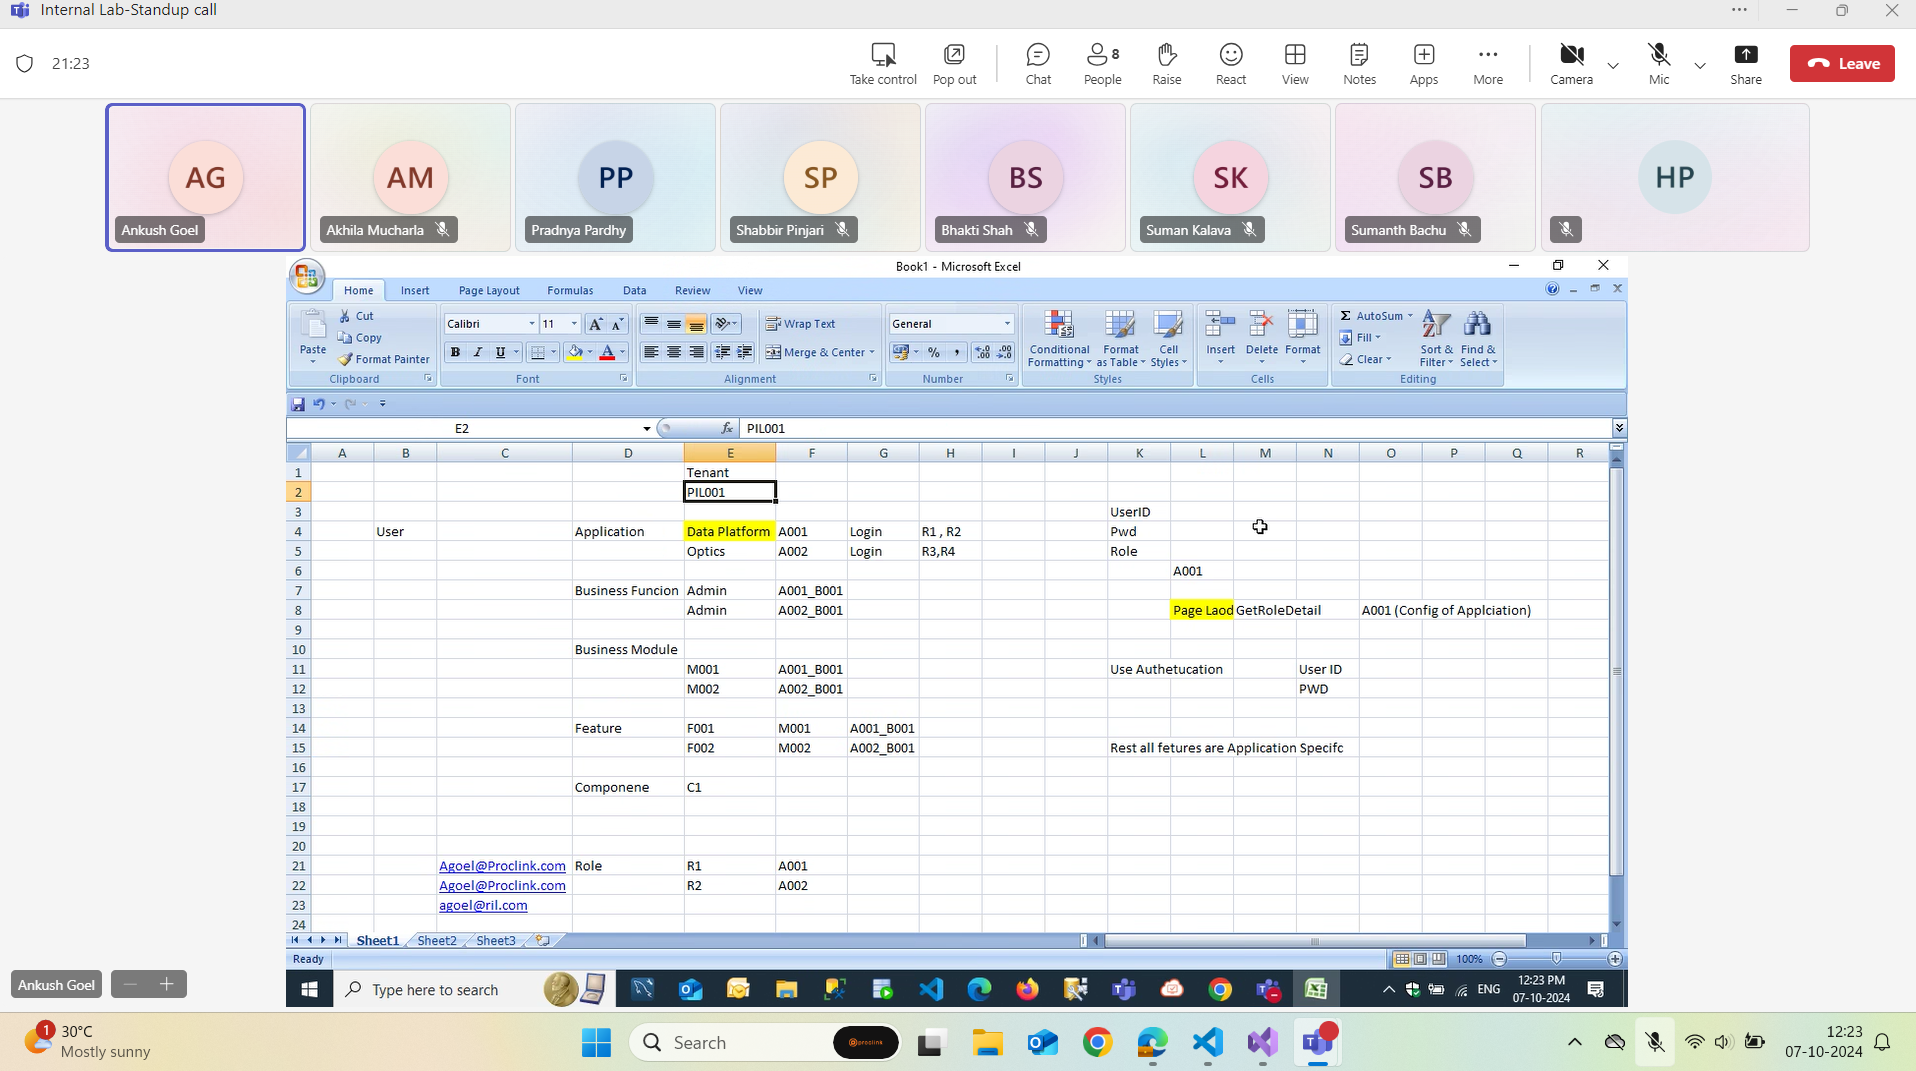 Internal Lab-Standup call
21:23
Take control
Pop out
Chat
8
People
Raise
React
View
Notes
Apps
More
Camera
Mic
Share
Leave
AG
Ankush Goel
AM
Akhila Mucharla
PP
Pradnya Pardhy
SP
Shabbir Pinjari
BS
Bhakti Shah
SK
Suman Kalava
SB
Sumanth Bachu
HP
Book1 - Microsoft Excel
Home Insert Page Layout Formulas Data Review View
Paste
Cut
Copy
Format Painter
Clipboard
Calibri 11
B I U
Font
Wrap Text
Merge & Center
Alignment
General
% ,
Number
Conditional Formatting
Format as Table
Cell Styles
Styles
Insert
Delete
Format
Cells
Σ AutoSum
Fill
Clear
Sort & Filter
Find & Select
Editing
E2 fx PIL001
A B C D E F G H I J K L M N O P Q R
1 Tenant
2 PIL001
3 UserID
4 User Application Data Platform A001 Login R1 , R2 Pwd
5 Optics A002 Login R3,R4 Role
6 A001
7 Business Funcion Admin A001_B001
8 Admin A002_B001 Page Laod GetRoleDetail A001 (Config of Applciation)
9
10 Business Module
11 M001 A001_B001 Use Authetucation User ID
12 M002 A002_B001 PWD
13
14 Feature F001 M001 A001_B001
15 F002 M002 A002_B001 Rest all fetures are Application Specifc
16
17 Componene C1
18
19
20
21 Agoel@Proclink.com Role R1 A001
22 Agoel@Proclink.com R2 A002
23 agoel@ril.com
24
Sheet1 Sheet2 Sheet3
Ready
100%
Ankush Goel
Type here to search
ENG
12:23 PM
07-10-2024
1
30°C
Mostly sunny
Search
proclink
12:23
07-10-2024